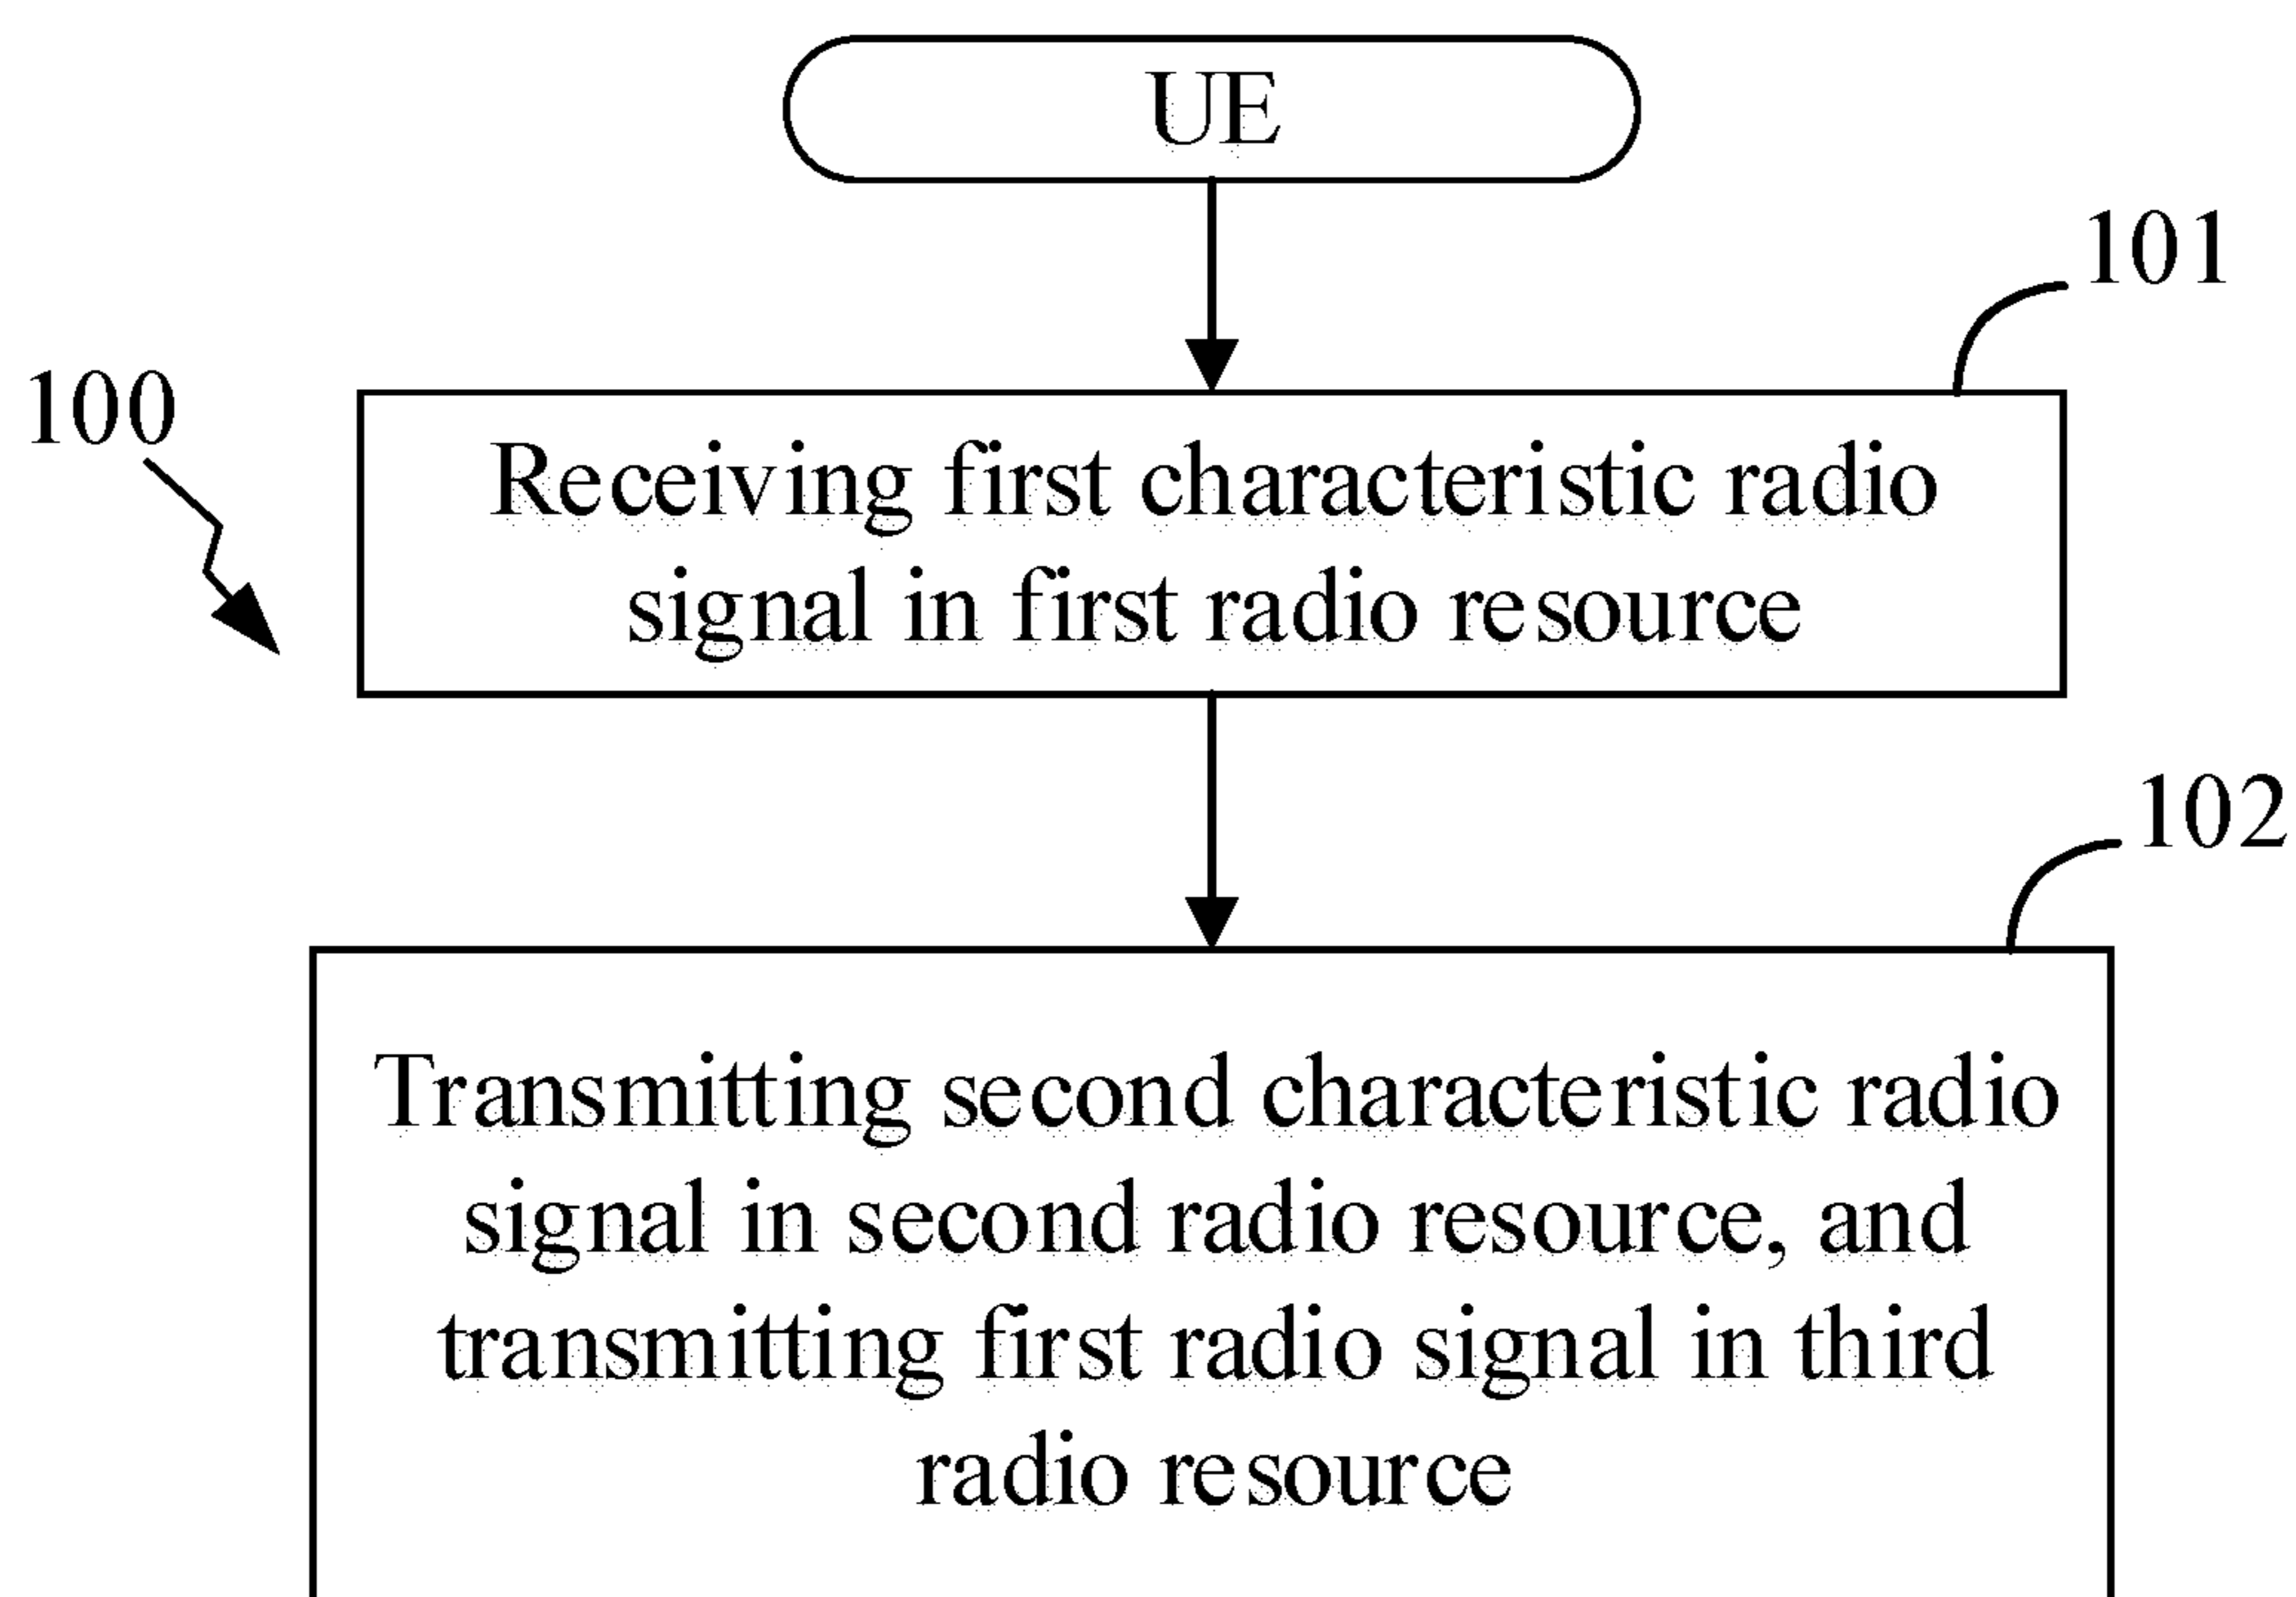 UE
101
100
Receiving first characteristic radio
signal in first radio resource
102
Transmitting second characteristic radio
signal in second radio resource, and
transmitting first radio signal in third
radio resource